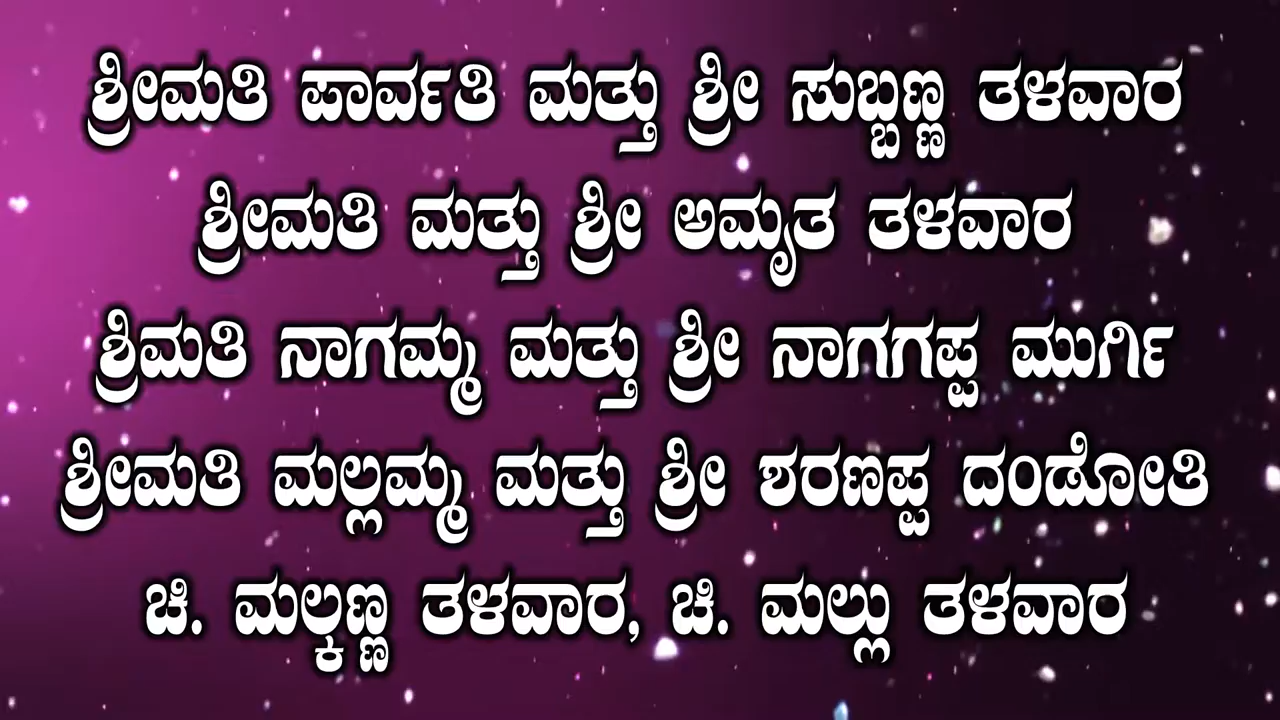 ಶ್ರೀಮತಿ ಪಾರ್ವತಿ ಮತ್ತು ಶ್ರೀ ಸುಬ್ಬಣ್ಣ ತಳವಾರ
ಶ್ರೀಮತಿ ಮತ್ತು ಶ್ರೀ ಅಮೃತ ತಳವಾರ
ಶ್ರಿಮತಿ ನಾಗಮ್ಮ ಮತ್ತು ಶ್ರೀ ನಾಗಗಪ್ಪ ಮುರ್ಗಿ
ಶ್ರೀಮತಿ ಮಲ್ಲಮ್ಮ ಮತ್ತು ಶ್ರೀ ಶರಣಪ್ಪ ದಂಡೋತಿ
ಚಿ. ಮಲ್ಕಣ್ಣ ತಳವಾರ, ಚಿ. ಮಲ್ಲು ತಳವಾರ